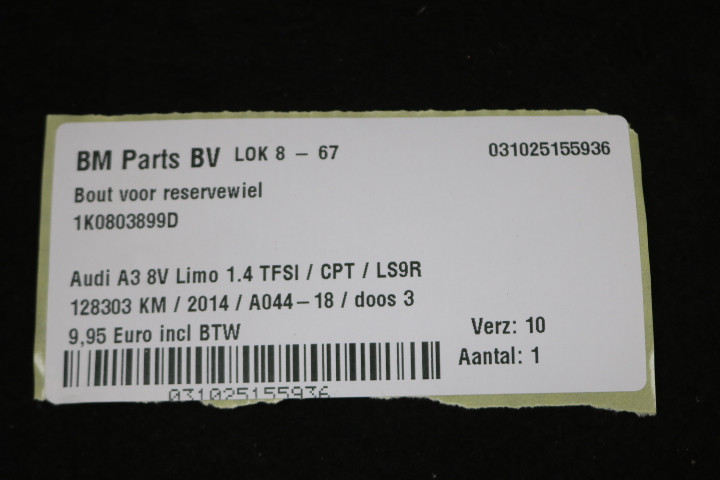 BM Parts BV LOK 8 - 67 031025155936
Bout voor reservewiel
1K0803899D
Audi A3 8V Limo 1.4 TFSI / CPT / LS9R
128303 KM / 2014 / A044-18 / doos 3
9,95 Euro incl BTW Verz: 10
Aantal: 1
031025155936